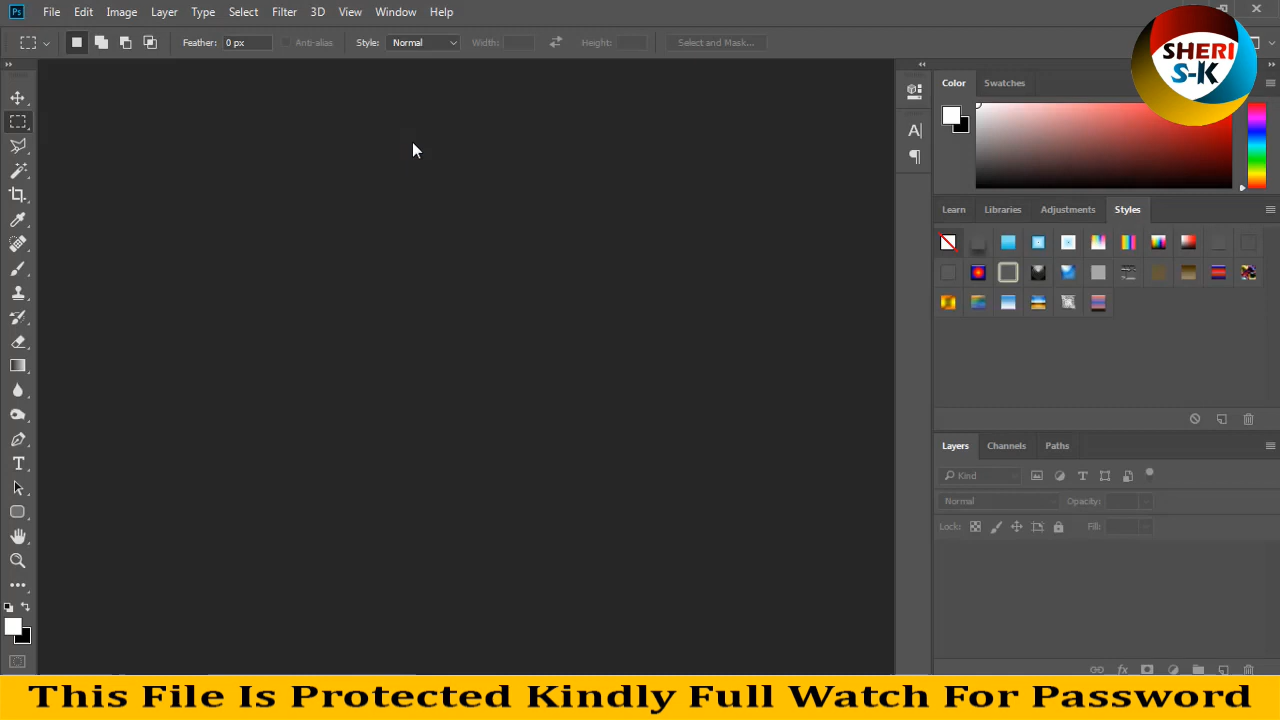 Ps File Edit Image Layer Type Select Filter 3D View Window Help
Feather: 0 px Anti-alias Style: Normal Width: Height: Select and Mask...
SHERI
S-K
Color Swatches
A
Learn Libraries Adjustments Styles
Layers Channels Paths
Kind T
Normal Opacity:
Lock: Fill:
fx
T
This File Is Protected Kindly Full Watch For Password